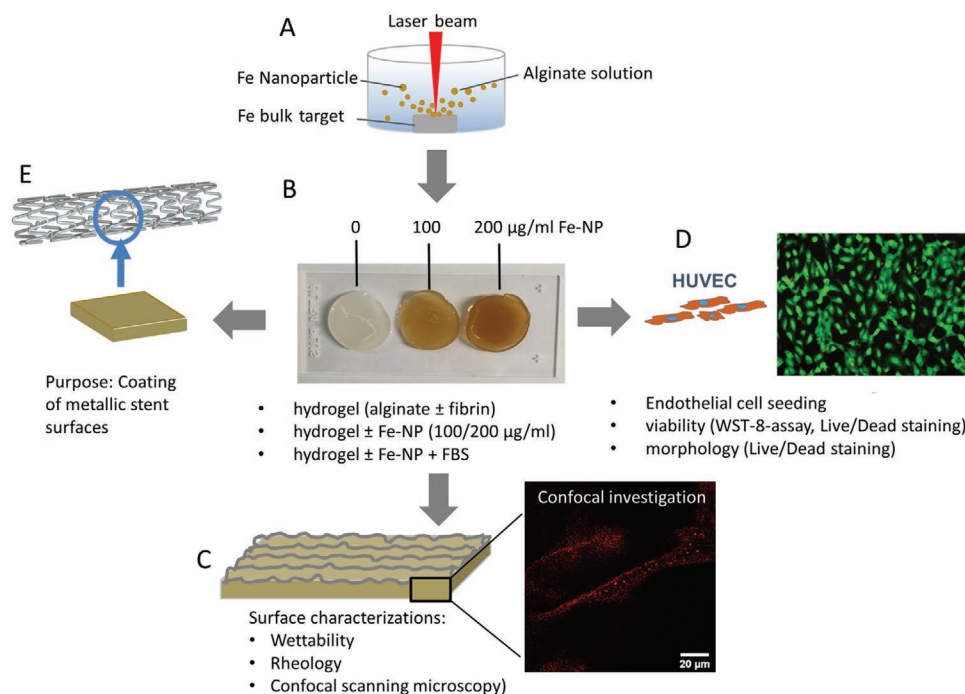 A
Laser beam
Fe Nanoparticle
Alginate solution
Fe bulk target
E
B
0
100
200 µg/ml Fe-NP
D
HUVEC
Purpose: Coating
of metallic stent
surfaces
• hydrogel (alginate ± fibrin)
• hydrogel ± Fe-NP (100/200 µg/ml)
• hydrogel ± Fe-NP + FBS
• Endothelial cell seeding
• viability (WST-8-assay, Live/Dead staining)
• morphology (Live/Dead staining)
C
Confocal investigation
20 µm
Surface characterizations:
• Wettability
• Rheology
• Confocal scanning microscopy)